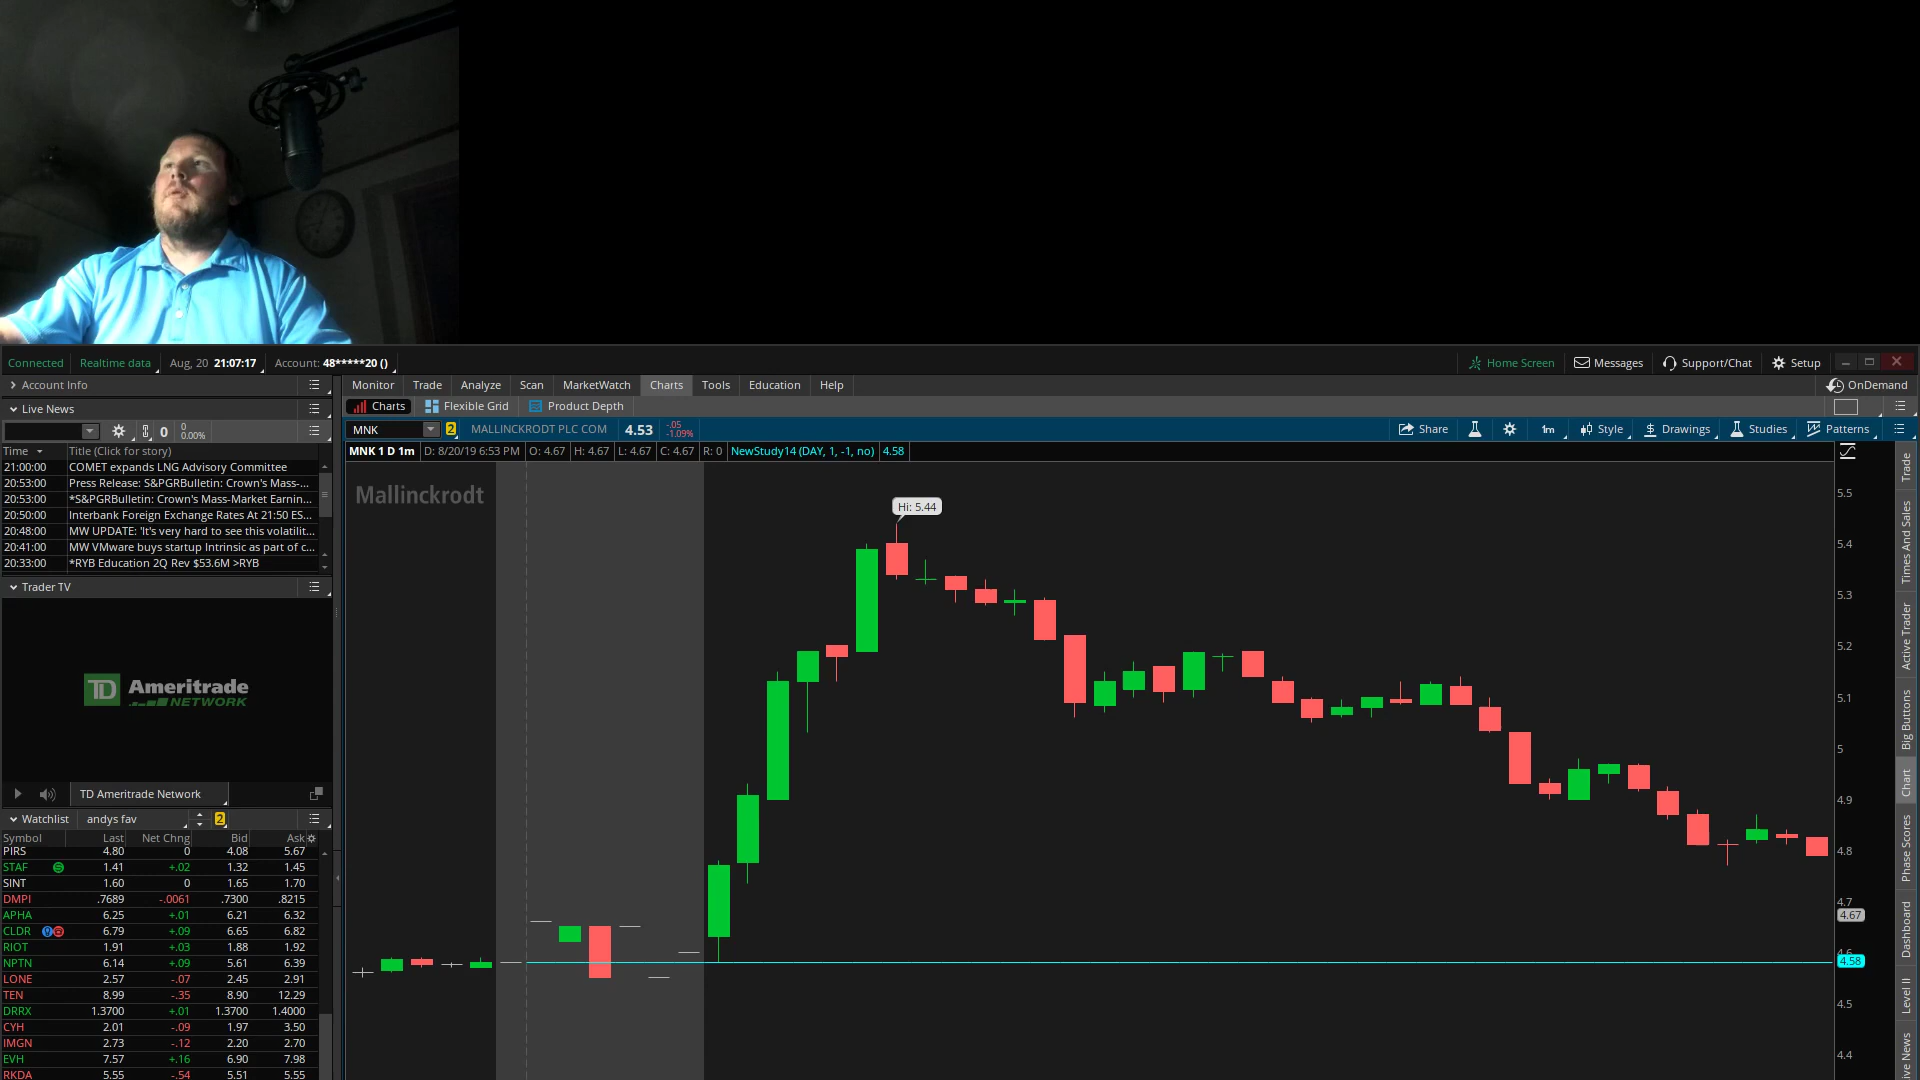 Connected Realtime data Aug, 20 21:07:17 Account: 48*****20 () Home Screen Messages Support/Chat Setup
Account Info Monitor Trade Analyze Scan MarketWatch Charts Tools Education Help OnDemand
Live News Charts Flexible Grid Product Depth
0 0 0.00% MNK 2 MALLINCKRODT PLC COM 4.53 -.05 -1.09% Share 1m Style Drawings Studies Patterns
Time Title (Click for story) MNK 1 D 1m D: 8/20/19 6:53 PM O: 4.67 H: 4.67 L: 4.67 C: 4.67 R: 0 NewStudy14 (DAY, 1, -1, no) 4.58
21:00:00 COMET expands LNG Advisory Committee
20:53:00 Press Release: S&PGRBulletin: Crown's Mass-...
20:53:00 *S&PGRBulletin: Crown's Mass-Market Earnin...
20:50:00 Interbank Foreign Exchange Rates At 21:50 ES...
20:48:00 MW UPDATE: 'It's very hard to see this volatilit...
20:41:00 MW VMware buys startup Intrinsic as part of c...
20:33:00 *RYB Education 2Q Rev $53.6M >RYB
Trader TV
TD Ameritrade
NETWORK
TD Ameritrade Network
Watchlist andys fav 2
Symbol Last Net Chng Bid Ask
PIRS 4.80 0 4.08 5.67
STAF 1.41 +.02 1.32 1.45
SINT 1.60 0 1.65 1.70
DMPI .7689 -.0061 .7300 .8215
APHA 6.25 +.01 6.21 6.32
CLDR 6.79 +.09 6.65 6.82
RIOT 1.91 +.03 1.88 1.92
NPTN 6.14 +.09 5.61 6.39
LONE 2.57 -.07 2.45 2.91
TEN 8.99 -.35 8.90 12.29
DRRX 1.3700 +.01 1.3700 1.4000
CYH 2.01 -.09 1.97 3.50
IMGN 2.73 -.12 2.20 2.70
EVH 7.57 +.16 6.90 7.98
RKDA 5.55 -.54 5.51 5.55
Mallinckrodt
Hi: 5.44
5.5
5.4
5.3
5.2
5.1
5
4.9
4.8
4.7
4.67
4.6
4.58
4.5
4.4
Trade
Times And Sales
Active Trader
Big Buttons
Chart
Phase Scores
Dashboard
Level II
ive News